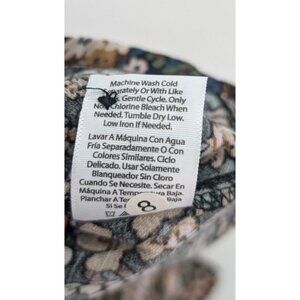 Machine Wash Cold
Separately Or With Like
Gentle Cycle. Only
Non Chlorine Bleach When
Needed. Tumble Dry Low.
Low Iron If Needed.
Lavar A Máquina Con Agua
Fría Separadamente O Con
Colores Similares. Ciclo
Delicado. Usar Solamente
Blanqueador Sin Cloro
Cuando Se Necesite. Secar En
Máquina A Temperatura Baja
Planchar A Temperatura Baja
Si Se
8